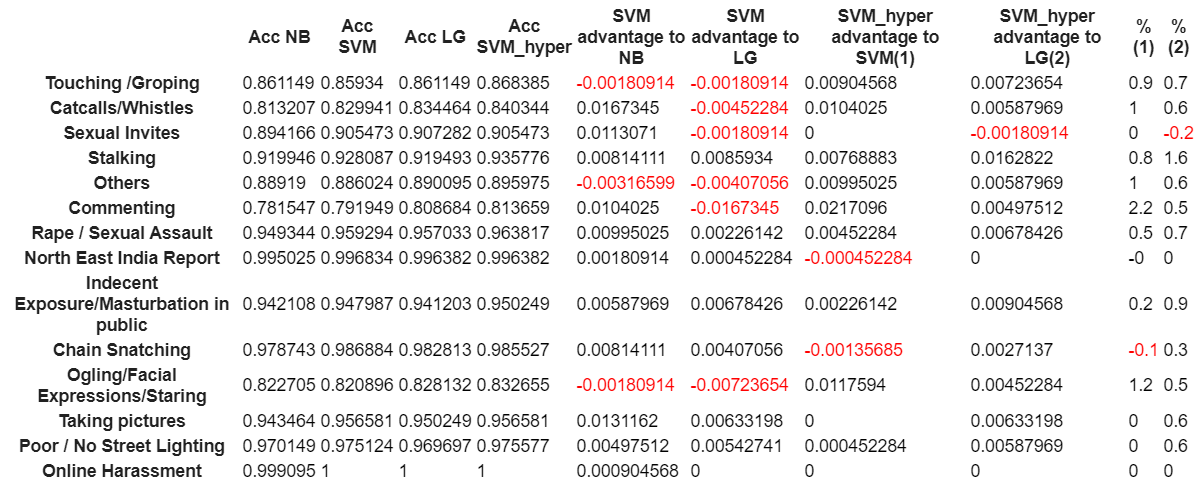 Acc NB Acc SVM Acc LG Acc SVM_hyper SVM advantage to NB SVM advantage to LG SVM_hyper advantage to SVM(1) SVM_hyper advantage to LG(2) % (1) % (2)
Touching /Groping 0.861149 0.85934 0.861149 0.868385 -0.00180914 -0.00180914 0.00904568 0.00723654 0.9 0.7
Catcalls/Whistles 0.813207 0.829941 0.834464 0.840344 0.0167345 -0.00452284 0.0104025 0.00587969 1 0.6
Sexual Invites 0.894166 0.905473 0.907282 0.905473 0.0113071 -0.00180914 0 -0.00180914 0 -0.2
Stalking 0.919946 0.928087 0.919493 0.935776 0.00814111 0.0085934 0.00768883 0.0162822 0.8 1.6
Others 0.88919 0.886024 0.890095 0.895975 -0.00316599 -0.00407056 0.00995025 0.00587969 1 0.6
Commenting 0.781547 0.791949 0.808684 0.813659 0.0104025 -0.0167345 0.0217096 0.00497512 2.2 0.5
Rape / Sexual Assault 0.949344 0.959294 0.957033 0.963817 0.00995025 0.00226142 0.00452284 0.00678426 0.5 0.7
North East India Report 0.995025 0.996834 0.996382 0.996382 0.00180914 0.000452284 -0.000452284 0 -0 0
Indecent
Exposure/Masturbation in 0.942108 0.947987 0.941203 0.950249 0.00587969 0.00678426 0.00226142 0.00904568 0.2 0.9
public
Chain Snatching 0.978743 0.986884 0.982813 0.985527 0.00814111 0.00407056 -0.00135685 0.0027137 -0.1 0.3
Ogling/Facial
Expressions/Staring 0.822705 0.820896 0.828132 0.832655 -0.00180914 -0.00723654 0.0117594 0.00452284 1.2 0.5
Taking pictures 0.943464 0.956581 0.950249 0.956581 0.0131162 0.00633198 0 0.00633198 0 0.6
Poor / No Street Lighting 0.970149 0.975124 0.969697 0.975577 0.00497512 0.00542741 0.000452284 0.00587969 0 0.6
Online Harassment 0.999095 1 1 1 0.000904568 0 0 0 0 0